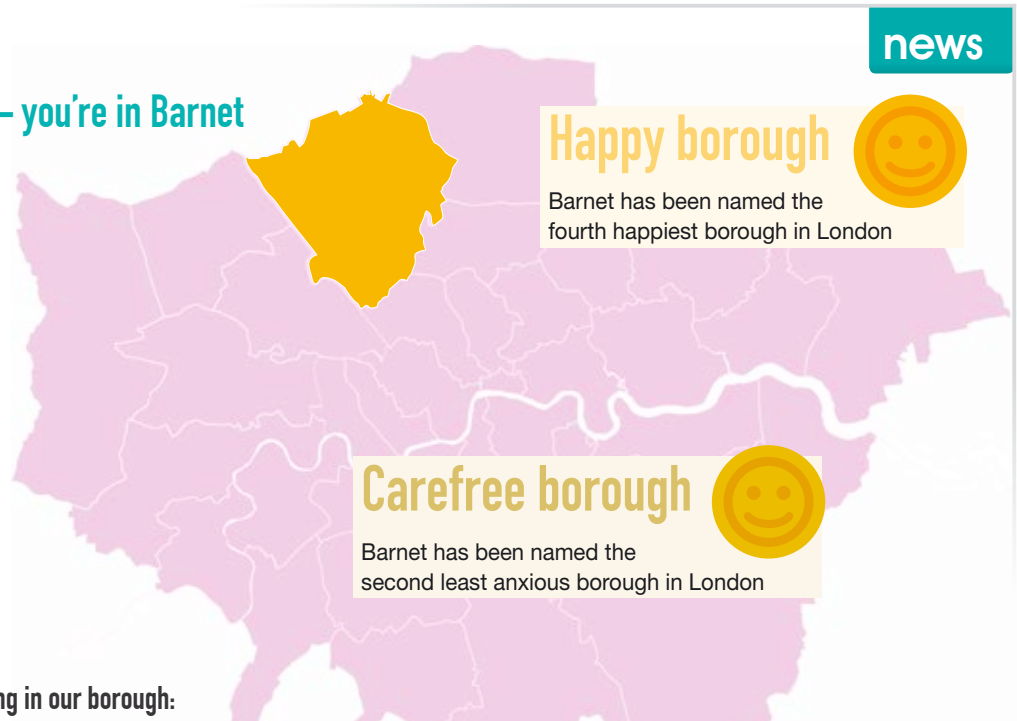 news
– you're in Barnet
Happy borough
Barnet has been named the
fourth happiest borough in London
Carefree borough
Barnet has been named the
second least anxious borough in London
in our borough: